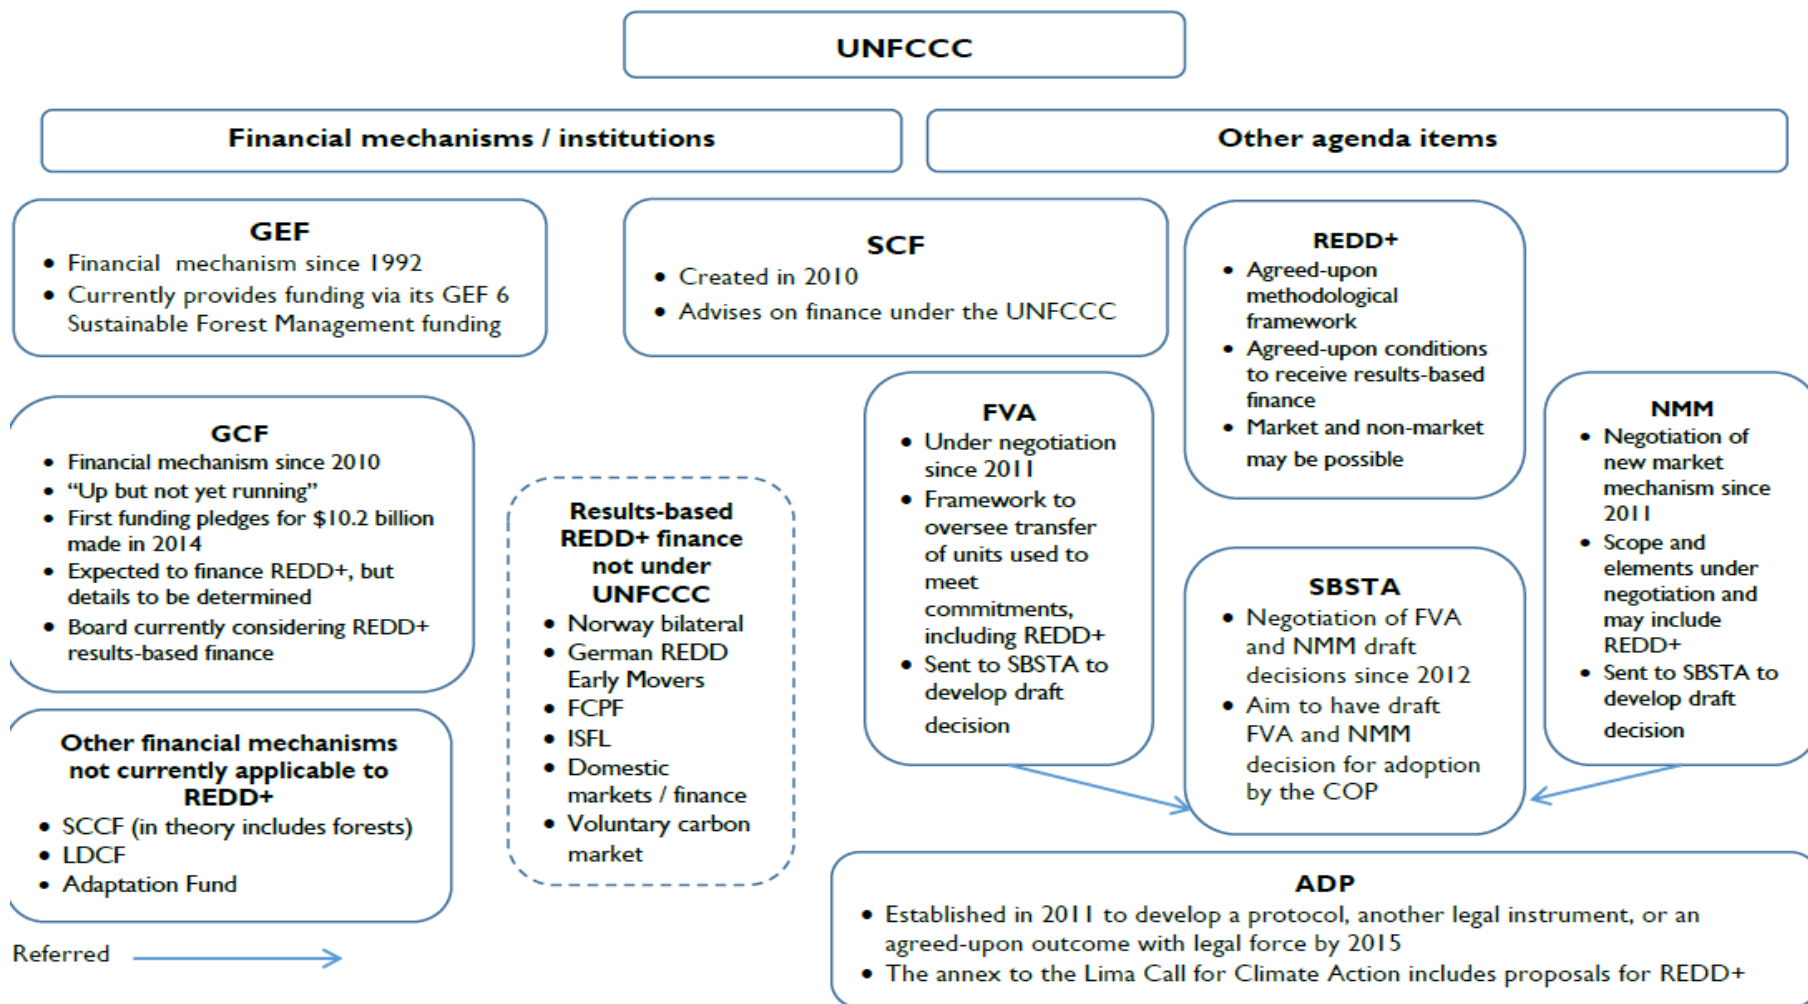 UNFCCC
Financial mechanisms / institutions
Other agenda items
GEF
• Financial mechanism since 1992
• Currently provides funding via its GEF 6
Sustainable Forest Management funding
SCF
• Created in 2010
• Advises on finance under the UNFCCC
REDD+
• Agreed-upon
methodological
framework
• Agreed-upon conditions
to receive results-based
finance
• Market and non-market
may be possible
GCF
• Financial mechanism since 2010
• “Up but not yet running”
• First funding pledges for $10.2 billion
made in 2014
• Expected to finance REDD+, but
details to be determined
• Board currently considering REDD+
results-based finance
Results-based
REDD+ finance
not under
UNFCCC
• Norway bilateral
• German REDD
Early Movers
• FCPF
• ISFL
• Domestic
markets / finance
• Voluntary carbon
market
FVA
• Under negotiation
since 2011
• Framework to
oversee transfer
of units used to
meet
commitments,
including REDD+
• Sent to SBSTA to
develop draft
decision
NMM
• Negotiation of
new market
mechanism since
2011
• Scope and
elements under
negotiation and
may include
REDD+
• Sent to SBSTA to
develop draft
decision
SBSTA
• Negotiation of FVA
and NMM draft
decisions since 2012
• Aim to have draft
FVA and NMM
decision for adoption
by the COP
Other financial mechanisms
not currently applicable to
REDD+
• SCCF (in theory includes forests)
• LDCF
• Adaptation Fund
ADP
• Established in 2011 to develop a protocol, another legal instrument, or an
agreed-upon outcome with legal force by 2015
• The annex to the Lima Call for Climate Action includes proposals for REDD+
Referred